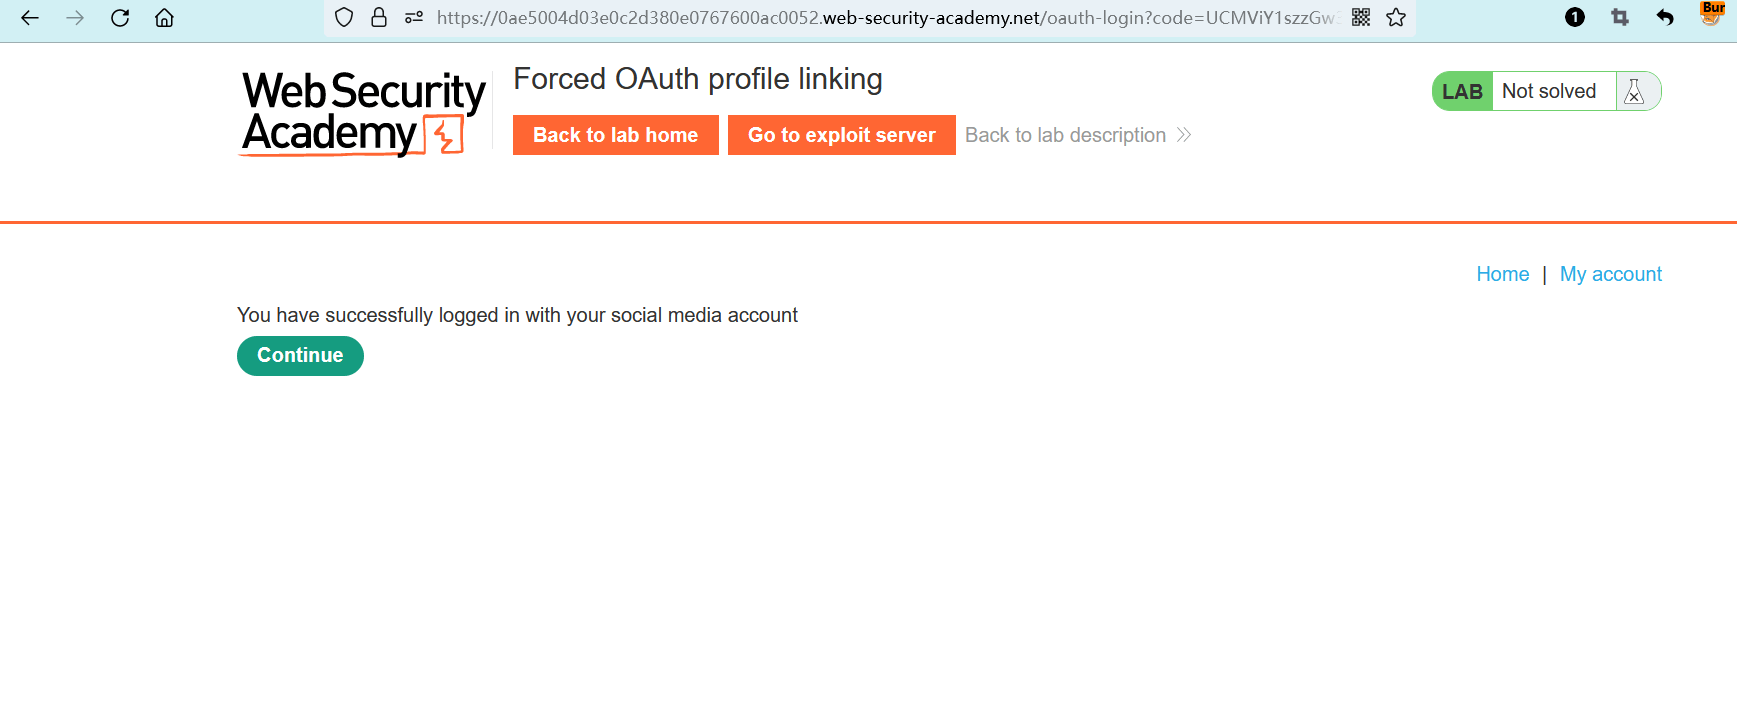 https://0ae5004d03e0c2d380e0767600ac0052.web-security-academy.net/oauth-login?code=UCMViY1szzGw
1
Bur
Web Security
Academy
Forced OAuth profile linking
Back to lab home
Go to exploit server
Back to lab description
LAB
Not solved
Home | My account
You have successfully logged in with your social media account
Continue